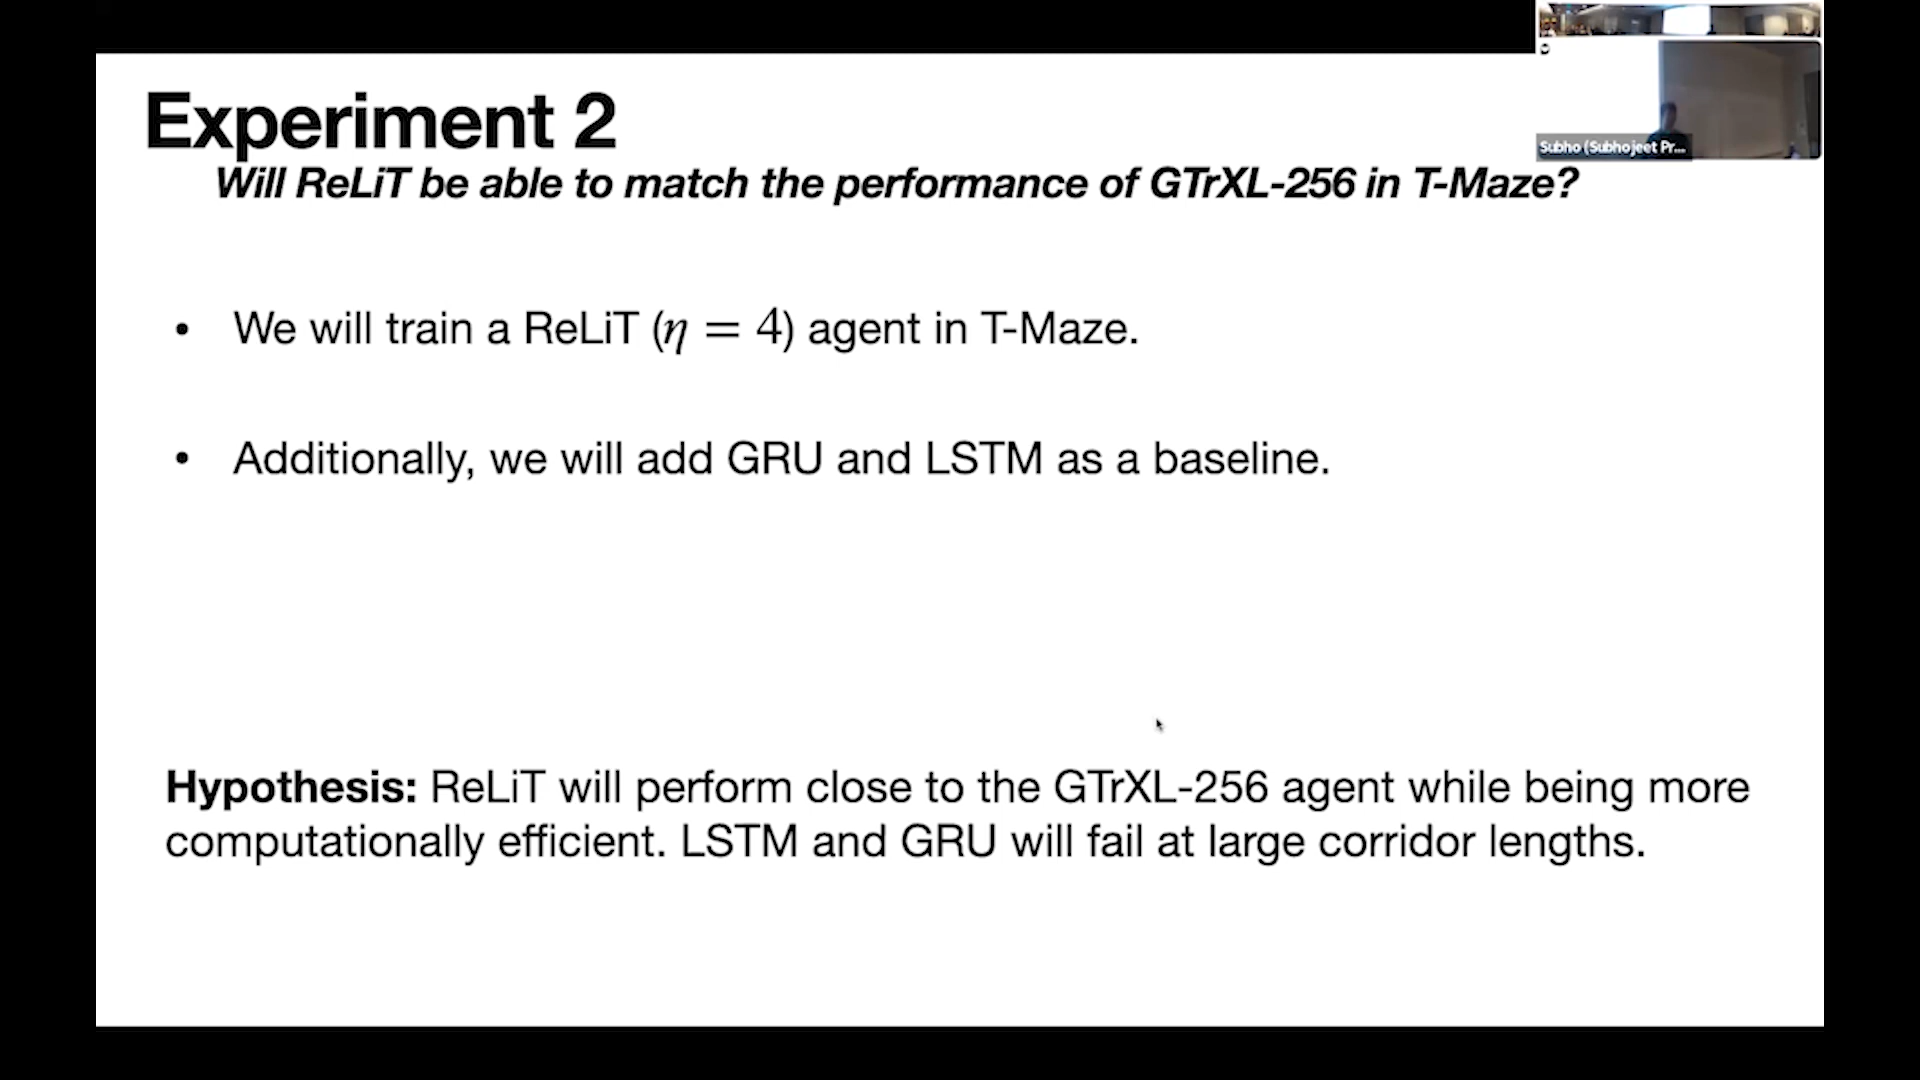 Experiment 2
Will ReLiT be able to match the performance of GTrXL-256 in T-Maze?
• We will train a ReLiT (η = 4) agent in T-Maze.
• Additionally, we will add GRU and LSTM as a baseline.
Hypothesis: ReLiT will perform close to the GTrXL-256 agent while being more
computationally efficient. LSTM and GRU will fail at large corridor lengths.
Subho (Subhojeet Pr...